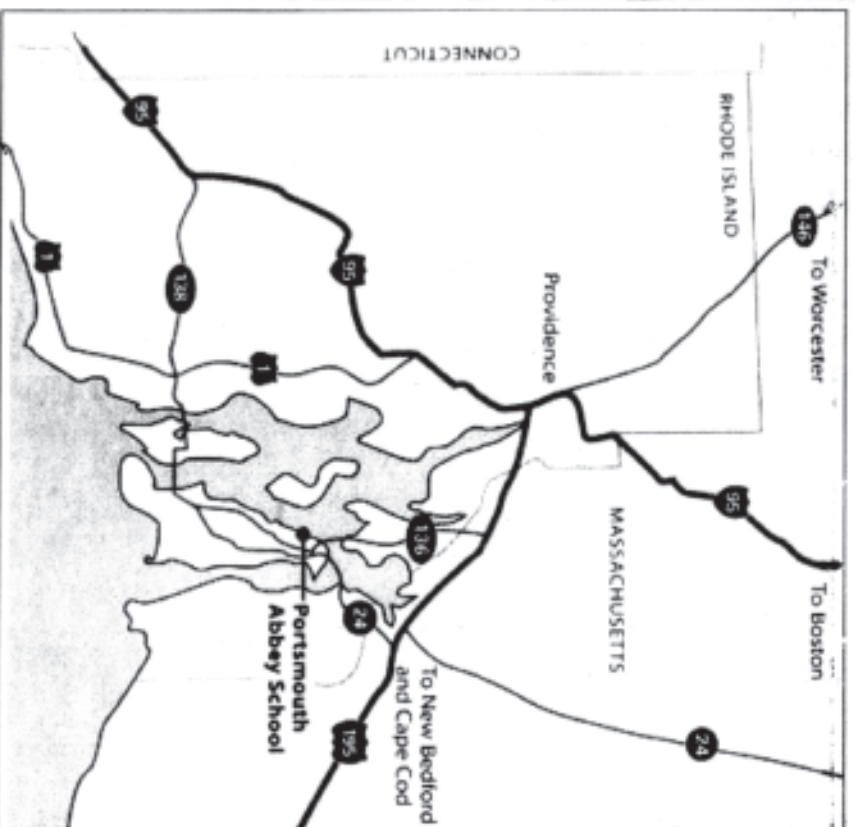 CONNECTICUT
RHODE ISLAND
146
To Worcester
95
1
138
95
1
Providence
95
To Boston
MASSACHUSETTS
136
24
Portsmouth
Abbey School
To New Bedford
and Cape Cod
195
24